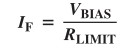 I_F = V_BIAS / R_LIMIT